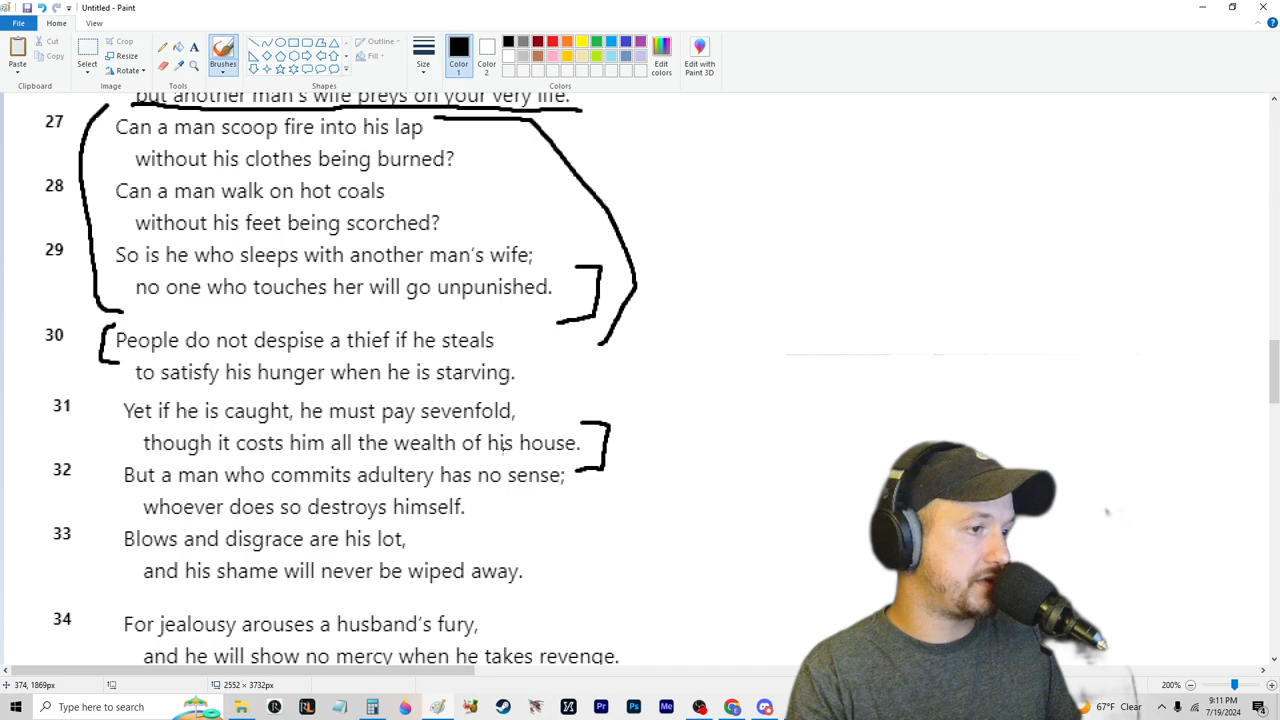 Untitled - Paint
File
Home
View
Paste
Cut
Copy
Clipboard
Select
Crop
Resize
Rotate
Image
Tools
Brushes
Shapes
Outline
Fill
Size
Color 1
Color 2
Colors
Edit colors
Edit with Paint 3D
but another man's wife preys on your very life.
27 Can a man scoop fire into his lap
without his clothes being burned?
28 Can a man walk on hot coals
without his feet being scorched?
29 So is he who sleeps with another man's wife;
no one who touches her will go unpunished.
30 People do not despise a thief if he steals
to satisfy his hunger when he is starving.
31 Yet if he is caught, he must pay sevenfold,
though it costs him all the wealth of his house.
32 But a man who commits adultery has no sense;
whoever does so destroys himself.
33 Blows and disgrace are his lot,
and his shame will never be wiped away.
34 For jealousy arouses a husband's fury,
and he will show no mercy when he takes revenge.
374, 1869px
2552 × 3732px
200%
Type here to search
67°F Clear
9:11 PM
7/19/2024